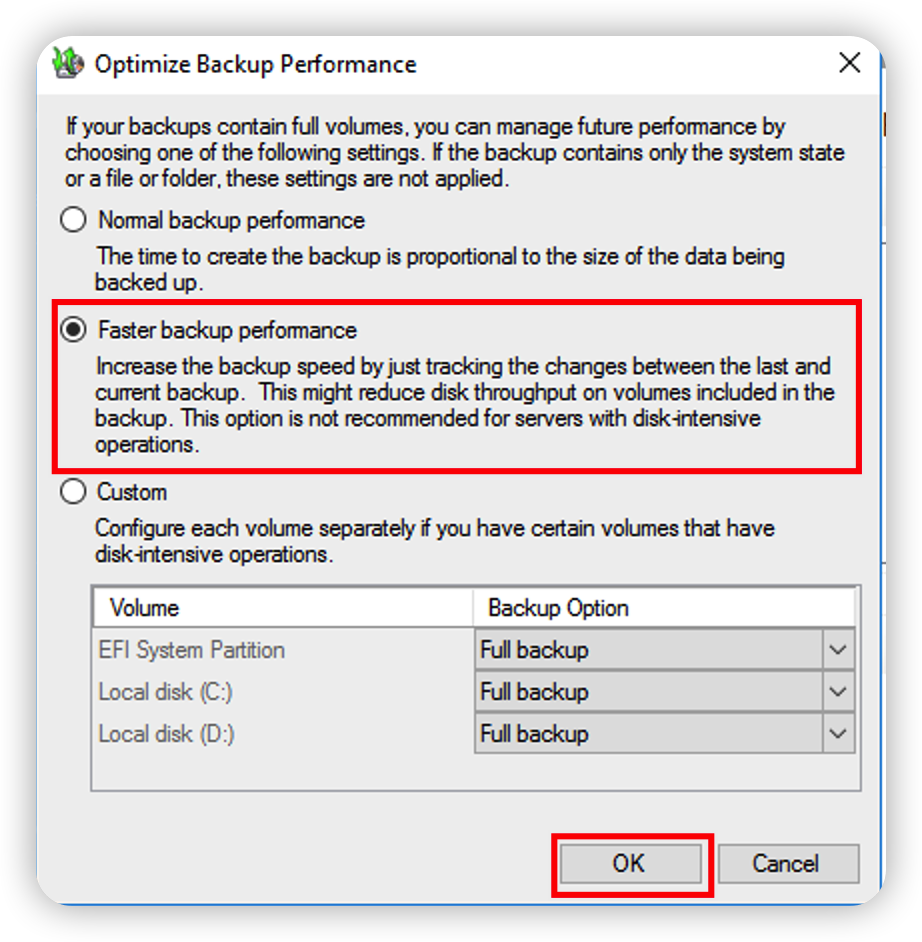 Optimize Backup Performance
If your backups contain full volumes, you can manage future performance by
choosing one of the following settings. If the backup contains only the system state
or a file or folder, these settings are not applied.
Normal backup performance
The time to create the backup is proportional to the size of the data being
backed up.
Faster backup performance
Increase the backup speed by just tracking the changes between the last and
current backup.  This might reduce disk throughput on volumes included in the
backup. This option is not recommended for servers with disk-intensive
operations.
Custom
Configure each volume separately if you have certain volumes that have
disk-intensive operations.
Volume Backup Option
EFI System Partition Full backup
Local disk (C:) Full backup
Local disk (D:) Full backup
OK Cancel